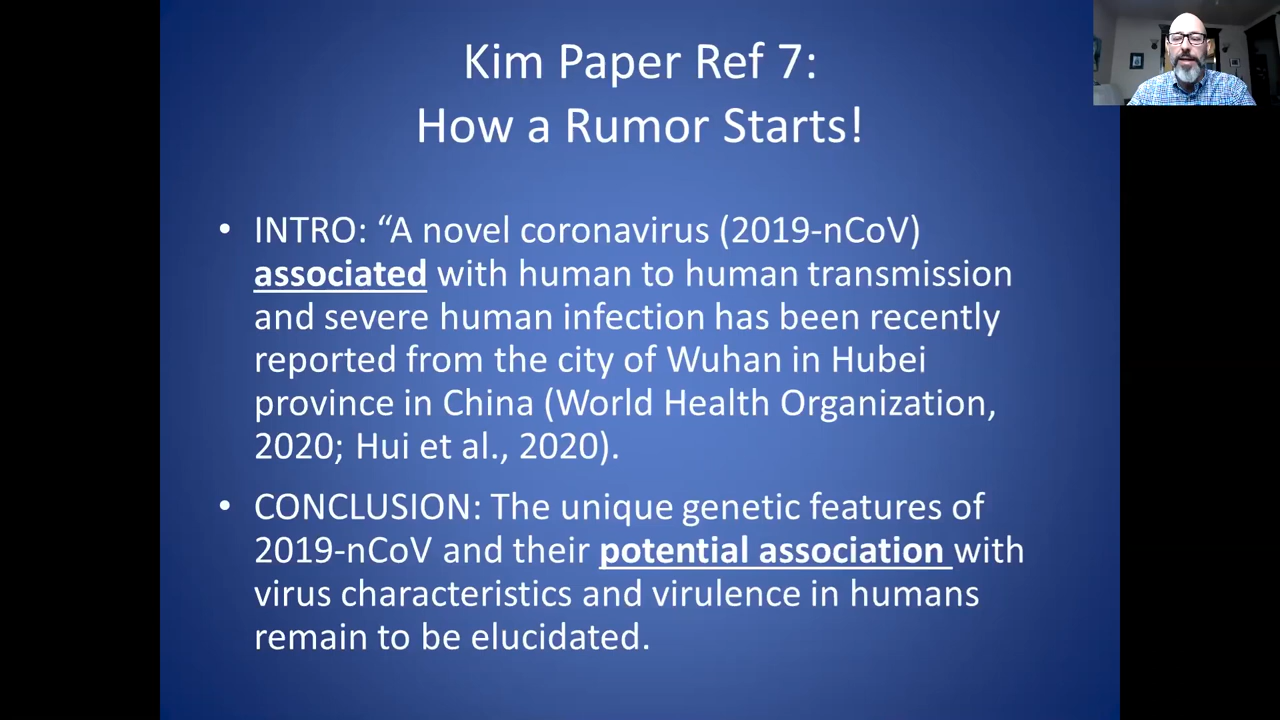 Kim Paper Ref 7:
How a Rumor Starts!
• INTRO: “A novel coronavirus (2019-nCoV)
associated with human to human transmission
and severe human infection has been recently
reported from the city of Wuhan in Hubei
province in China (World Health Organization,
2020; Hui et al., 2020).
• CONCLUSION: The unique genetic features of
2019-nCoV and their potential association with
virus characteristics and virulence in humans
remain to be elucidated.